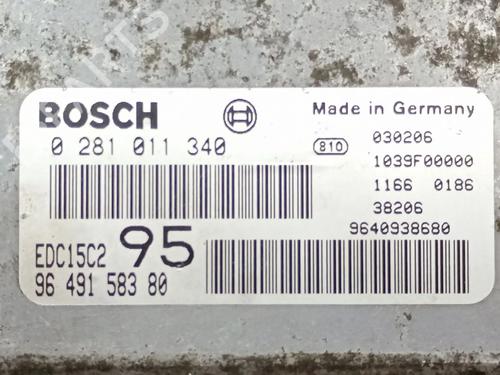 BOSCH
Made in Germany
0 281 011 340
810
030206
1039F00000
1166 0186
38206
9640938680
EDC15C2
95
96 491 583 80